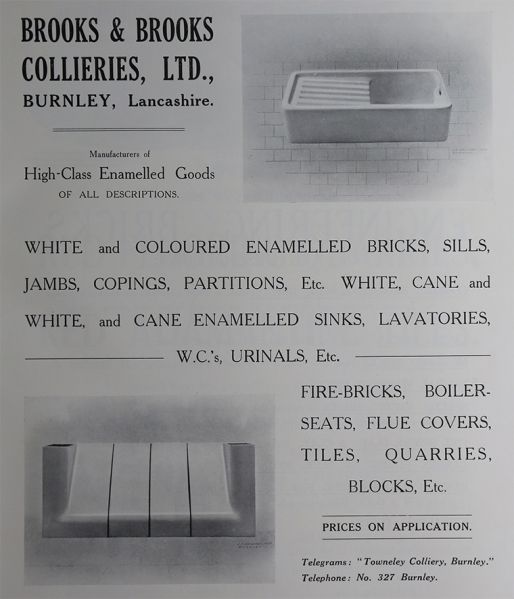 BROOKS & BROOKS
COLLIERIES, LTD.,
BURNLEY, Lancashire.
Manufacturers of
High-Class Enamelled Goods
OF ALL DESCRIPTIONS.
WHITE and COLOURED ENAMELLED BRICKS, SILLS,
JAMBS, COPINGS, PARTITIONS, Etc. WHITE, CANE and
WHITE, and CANE ENAMELLED SINKS, LAVATORIES,
W.C.'s, URINALS, Etc.
FIRE-BRICKS, BOILER-
SEATS, FLUE COVERS,
TILES, QUARRIES,
BLOCKS, Etc.
PRICES ON APPLICATION.
Telegrams: "Towneley Colliery, Burnley."
Telephone: No. 327 Burnley.